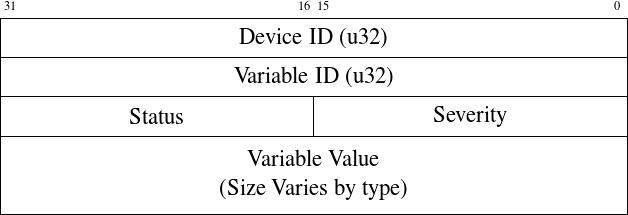 31 16 15 0
Device ID (u32)
Variable ID (u32)
Status Severity
Variable Value
(Size Varies by type)